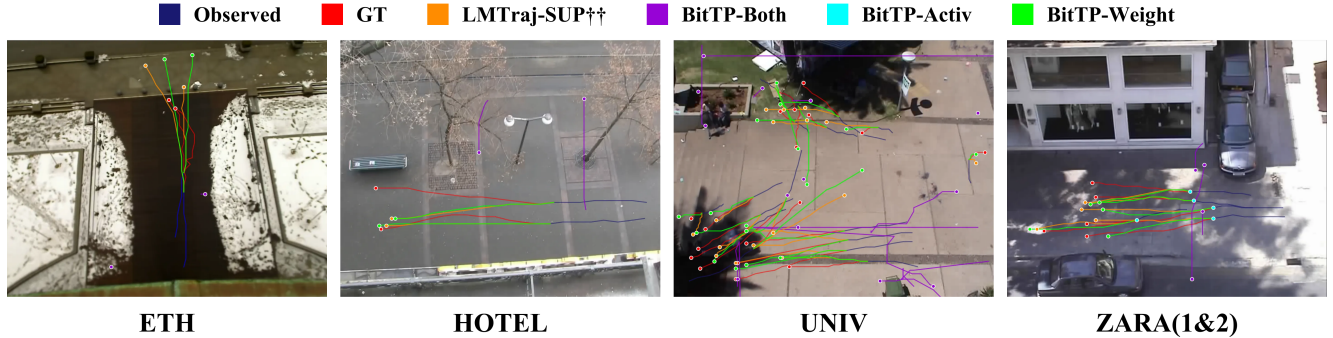 Observed GT LMTraj-SUP†† BitTP-Both BitTP-Activ BitTP-Weight
ETH HOTEL UNIV ZARA(1&2)